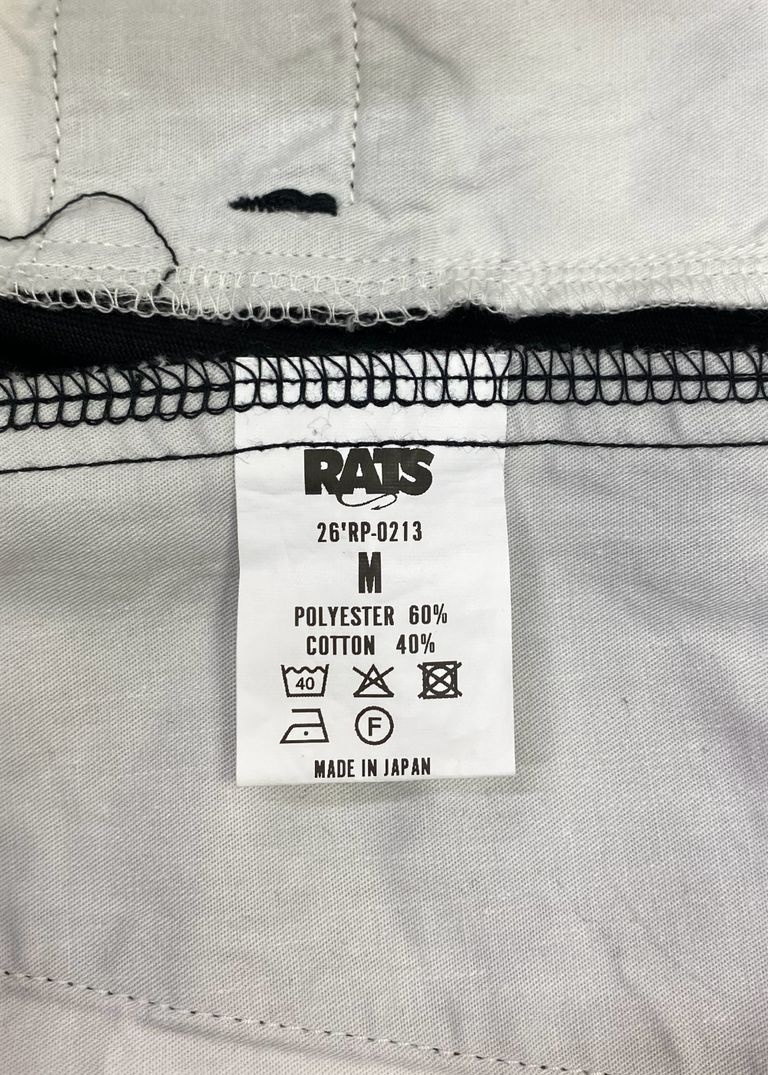 RATS
26'RP-0213
M
POLYESTER 60%
COTTON 40%
40
F
MADE IN JAPAN